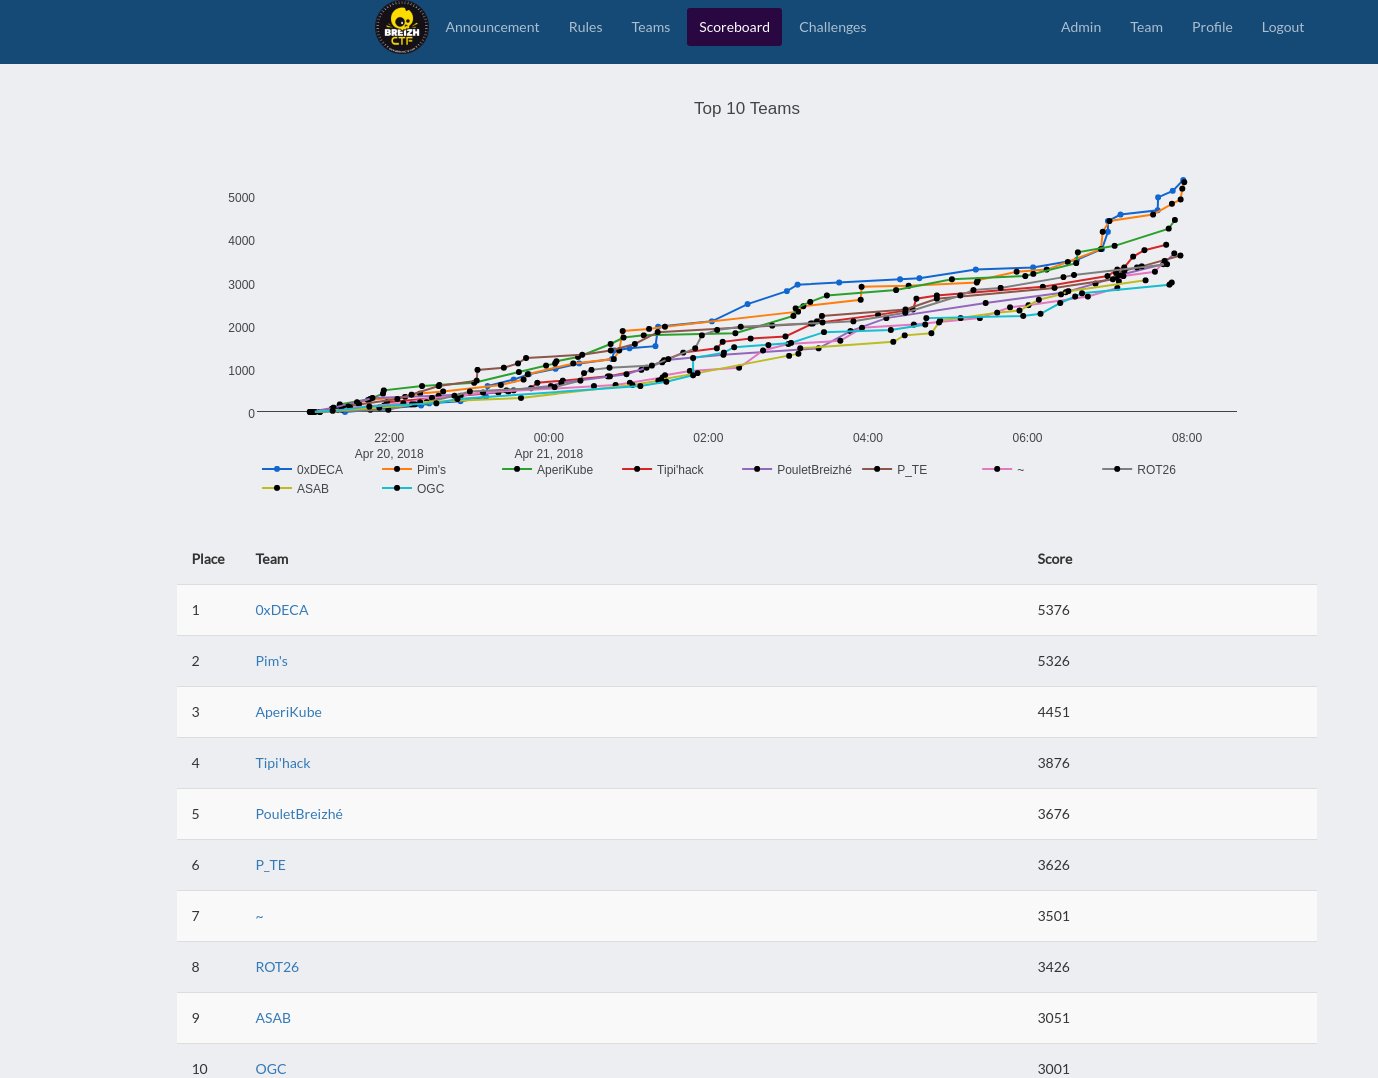 BREIZH
CTF
Announcement Rules Teams Scoreboard Challenges Admin Team Profile Logout
Top 10 Teams
5000
4000
3000
2000
1000
0
22:00 00:00 02:00 04:00 06:00 08:00
Apr 20, 2018 Apr 21, 2018
0xDECA Pim's AperiKube Tipi'hack PouletBreizhé P_TE ~ ROT26
ASAB OGC
Place Team Score
1 0xDECA 5376
2 Pim's 5326
3 AperiKube 4451
4 Tipi'hack 3876
5 PouletBreizhé 3676
6 P_TE 3626
7 ~ 3501
8 ROT26 3426
9 ASAB 3051
10 OGC 3001